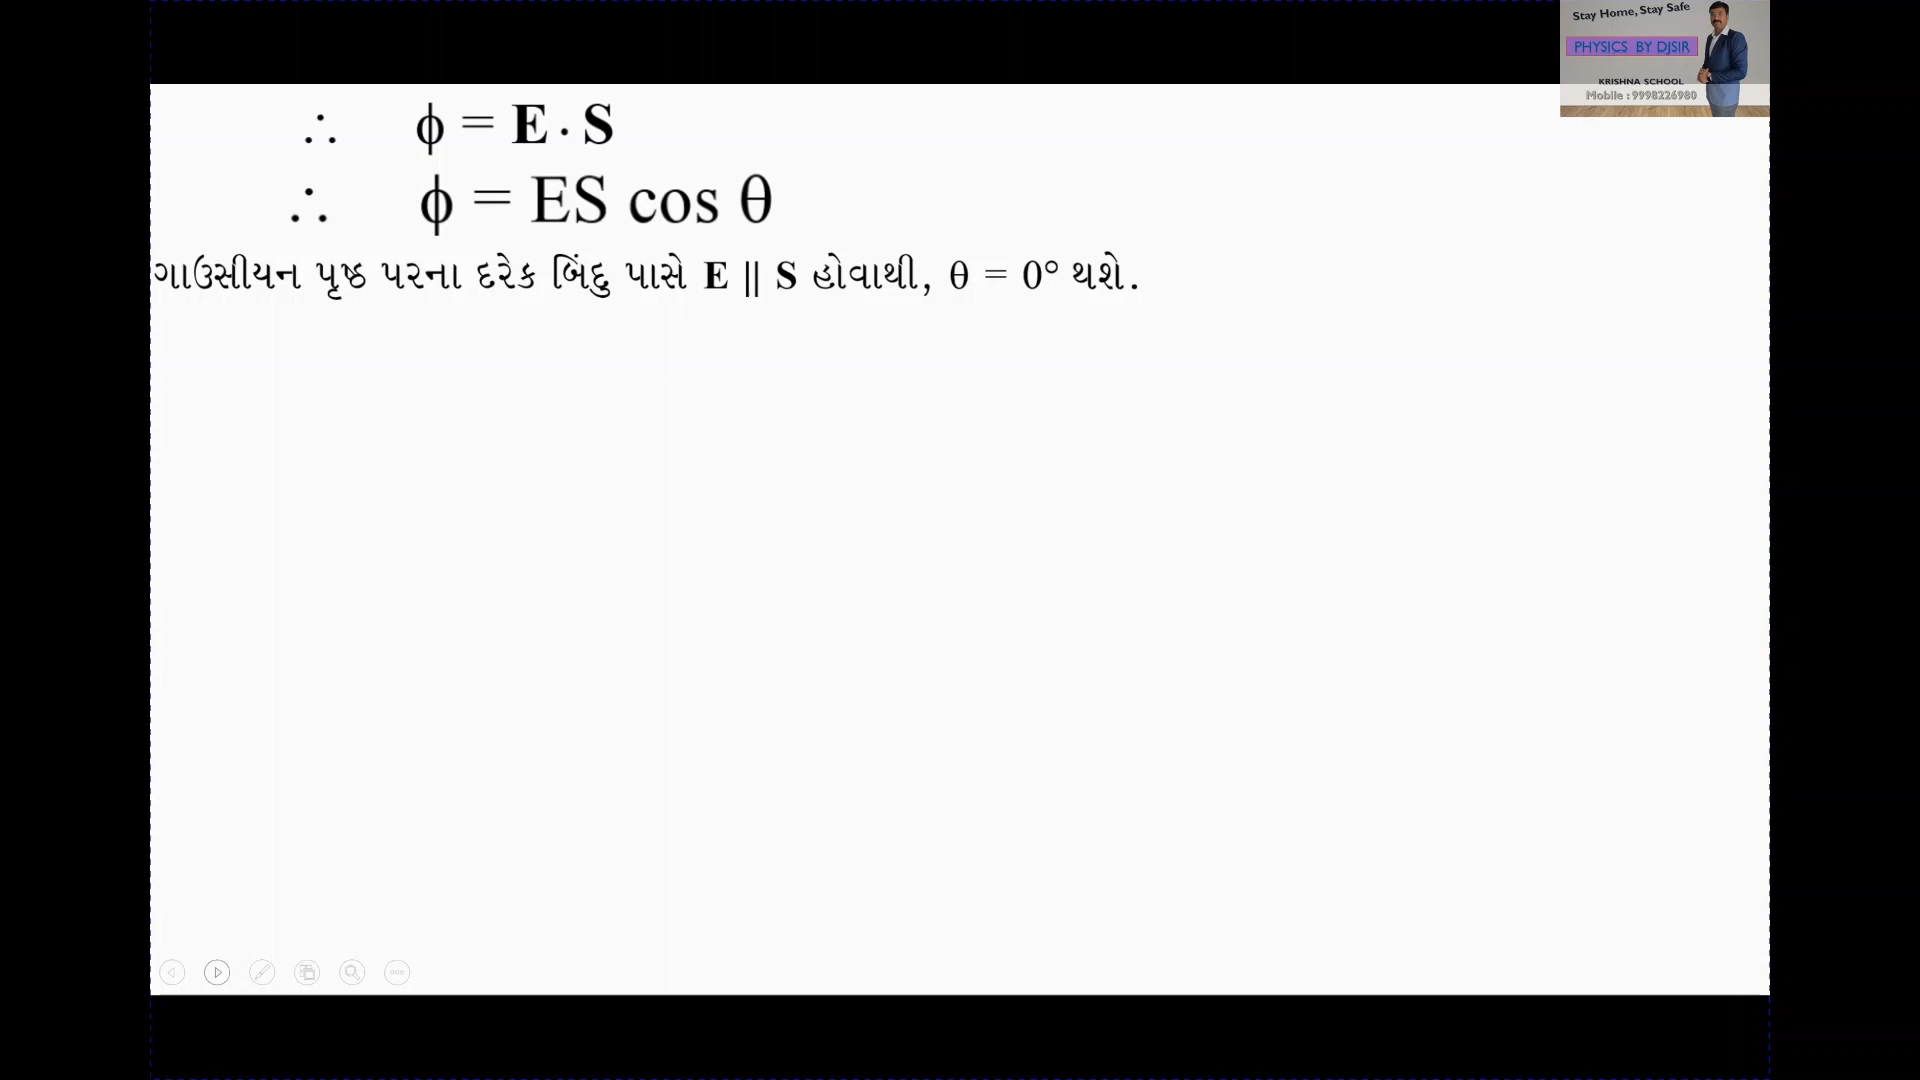 Stay Home, Stay Safe
PHYSICS BY DJSIR
KRISHNA SCHOOL
Mobile : 9998226980
∴ ϕ = E · S
∴ ϕ = ES cos θ
ગાઉસીયન પૃષ્ઠ પરના દરેક બિંદુ પાસે E || S હોવાથી, θ = 0° થશે.